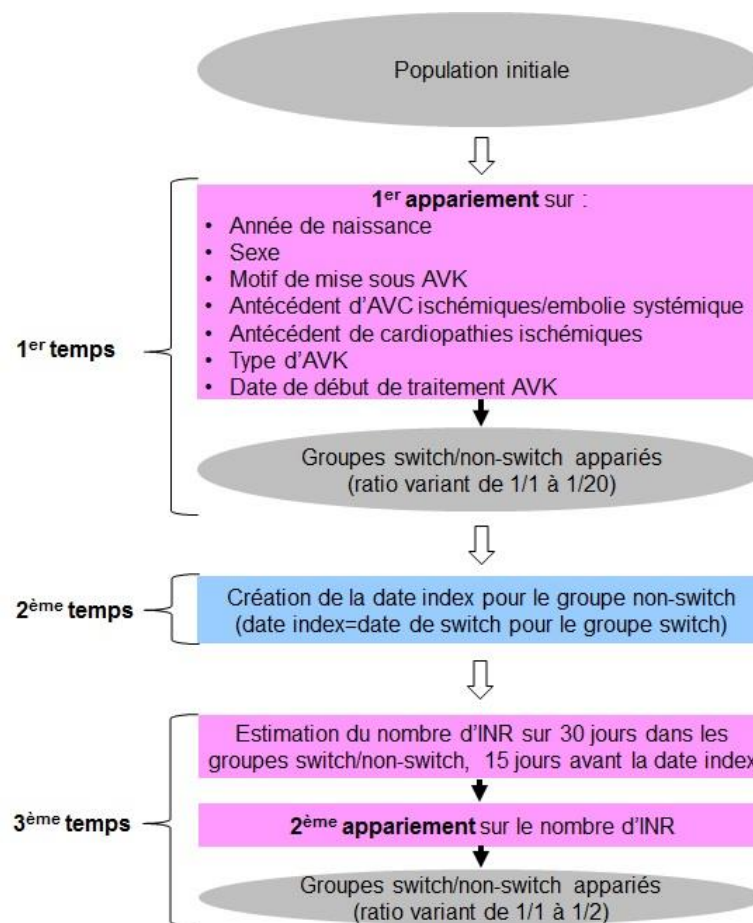 Population initiale
1er appariement sur :
• Année de naissance
• Sexe
• Motif de mise sous AVK
• Antécédent d’AVC ischémiques/embolie systémique
• Antécédent de cardiopathies ischémiques
• Type d’AVK
• Date de début de traitement AVK
1er temps
Groupes switch/non-switch appariés
(ratio variant de 1/1 à 1/20)
2ème temps
Création de la date index pour le groupe non-switch
(date index=date de switch pour le groupe switch)
Estimation du nombre d’INR sur 30 jours dans les
groupes switch/non-switch, 15 jours avant la date index
3ème temps
2ème appariement sur le nombre d’INR
Groupes switch/non-switch appariés
(ratio variant de 1/1 à 1/2)